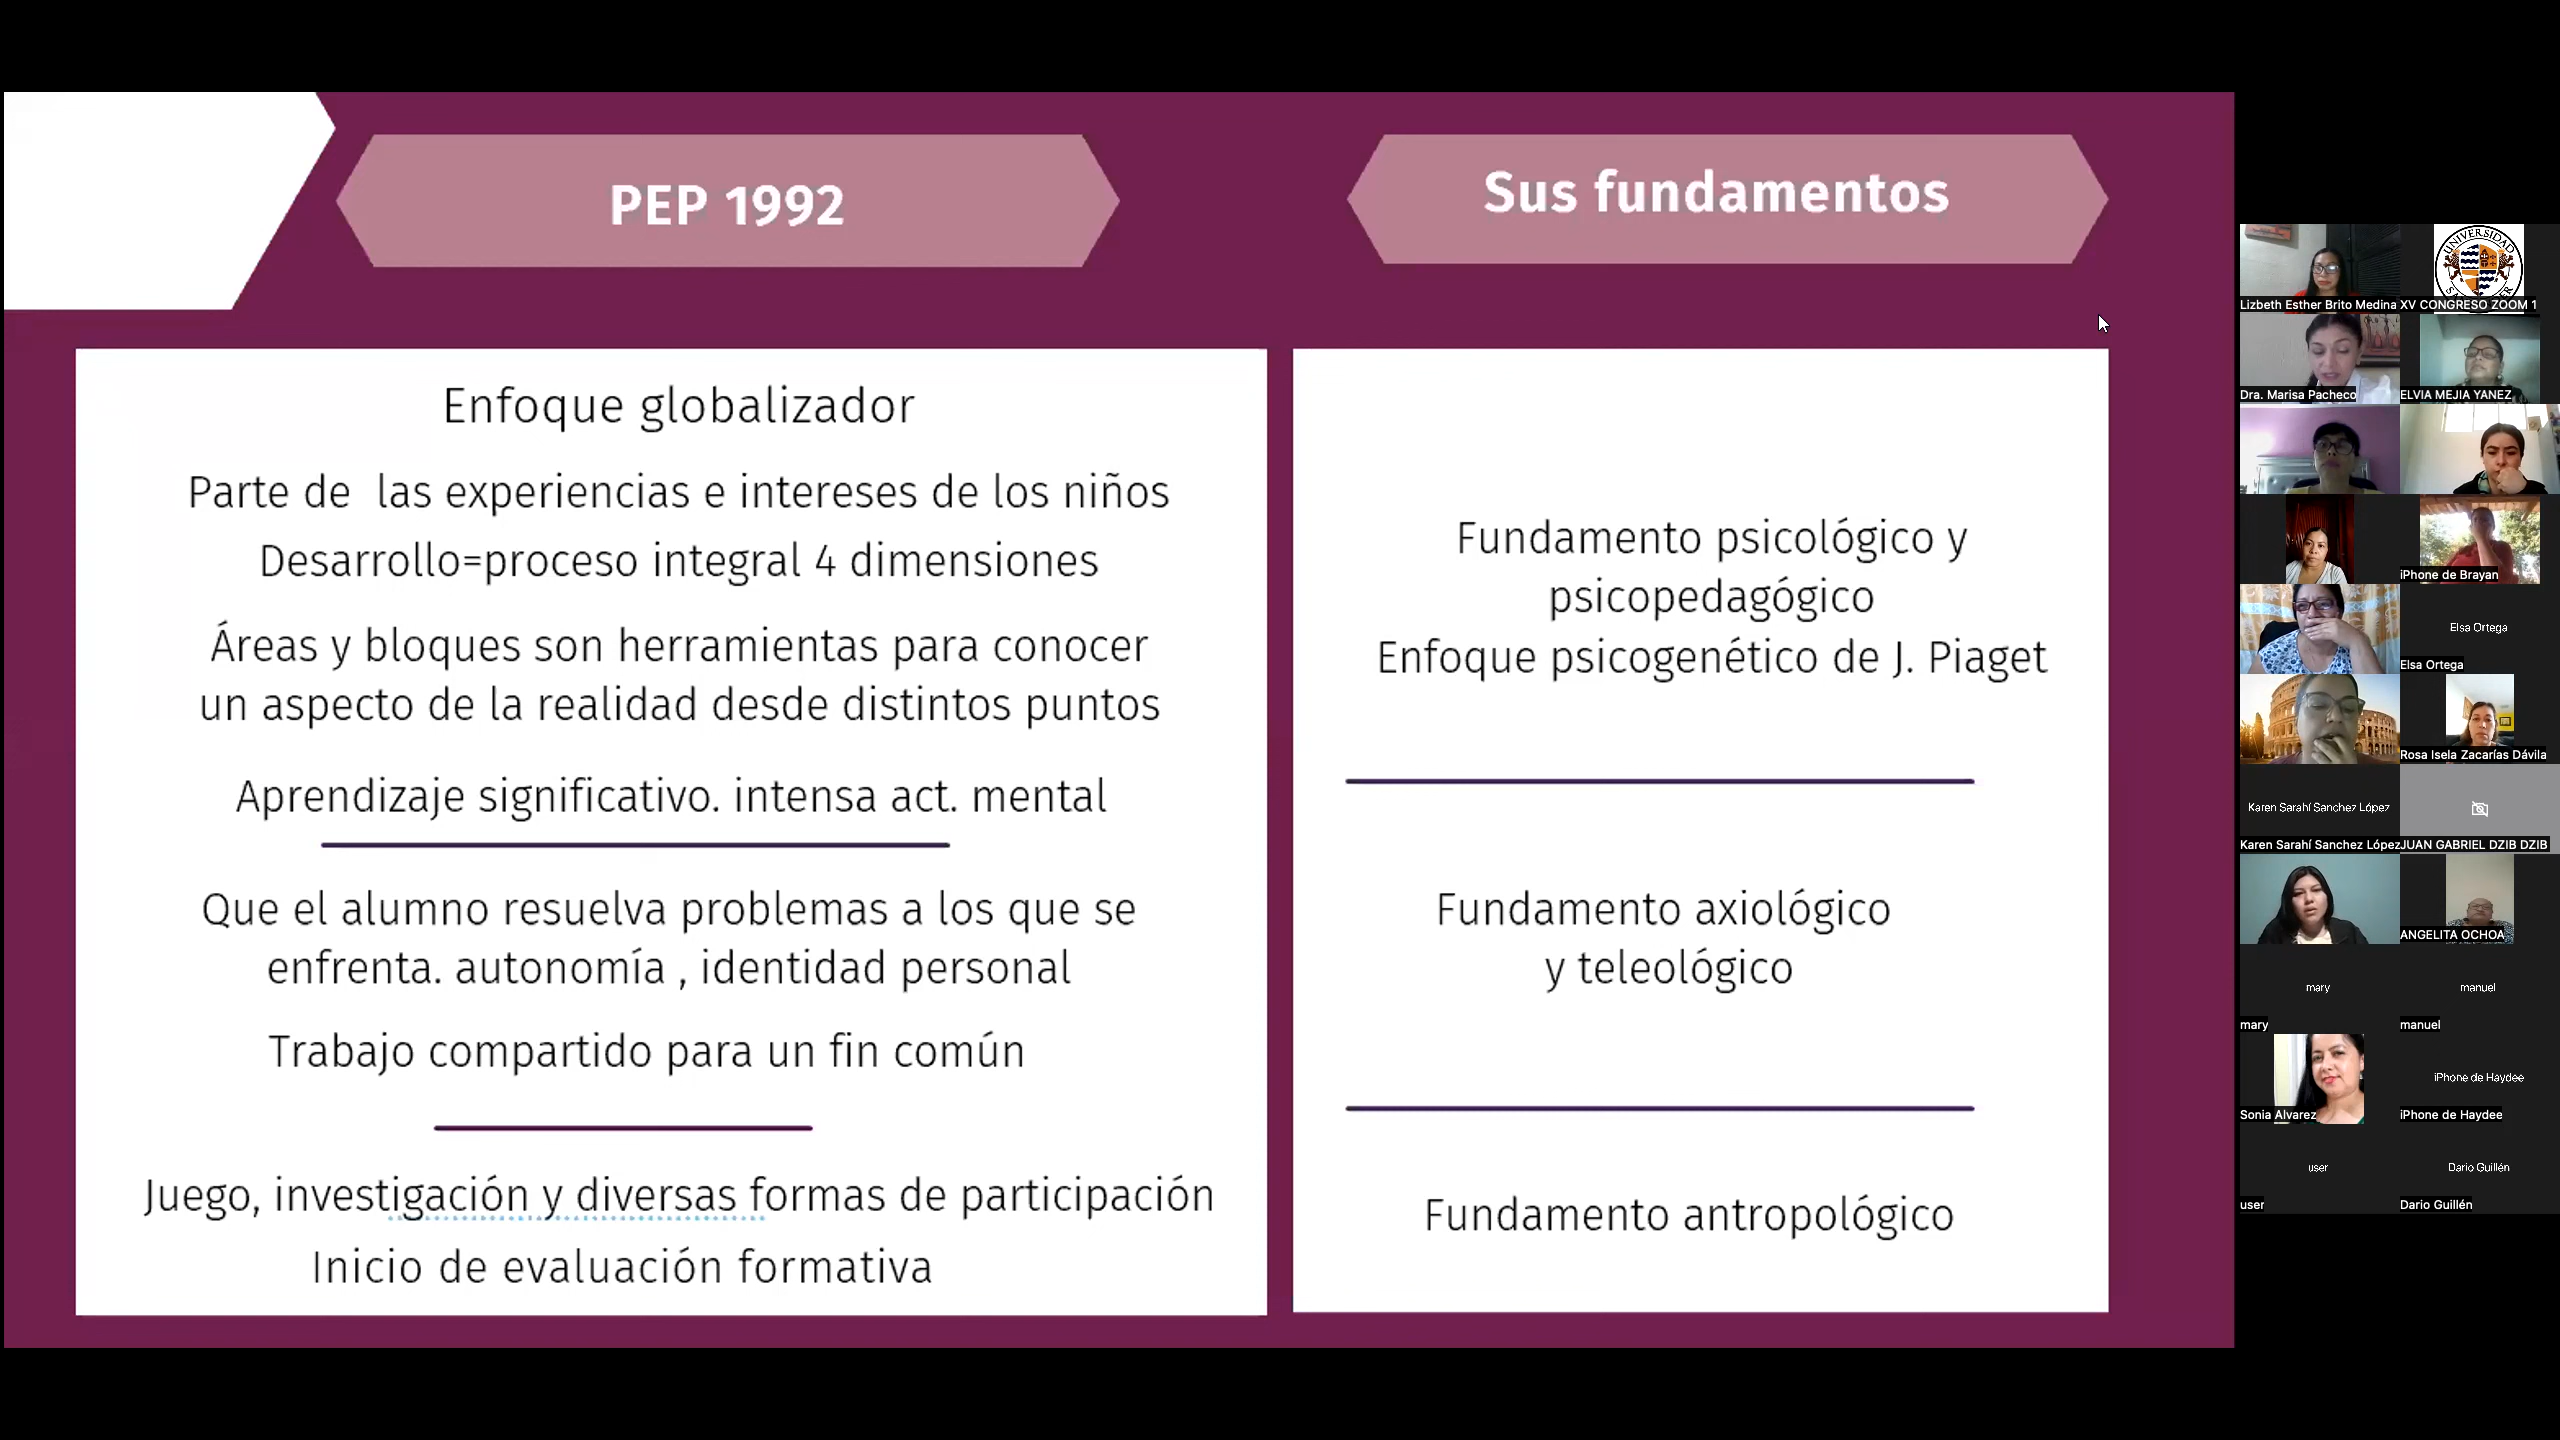 PEP 1992
Sus fundamentos
Enfoque globalizador
Parte de las experiencias e intereses de los niños
Desarrollo=proceso integral 4 dimensiones
Áreas y bloques son herramientas para conocer
un aspecto de la realidad desde distintos puntos
Aprendizaje significativo. intensa act. mental
Que el alumno resuelva problemas a los que se
enfrenta. autonomía , identidad personal
Trabajo compartido para un fin común
Juego, investigación y diversas formas de participación
Inicio de evaluación formativa
Fundamento psicológico y
psicopedagógico
Enfoque psicogenético de J. Piaget
Fundamento axiológico
y teleológico
Fundamento antropológico
UNIVERSIDAD
Lizbeth Esther Brito Medina
XV CONGRESO ZOOM 1
Dra. Marisa Pacheco
ELVIA MEJIA YANEZ
iPhone de Brayan
Elsa Ortega
Elsa Ortega
Rosa Isela Zacarías Dávila
Karen Sarahí Sanchez López
Karen Sarahí Sanchez López
JUAN GABRIEL DZIB DZIB
ANGELITA OCHOA
mary
manuel
mary
manuel
iPhone de Haydee
Sonia Alvarez
iPhone de Haydee
user
Dario Guillén
user
Dario Guillén